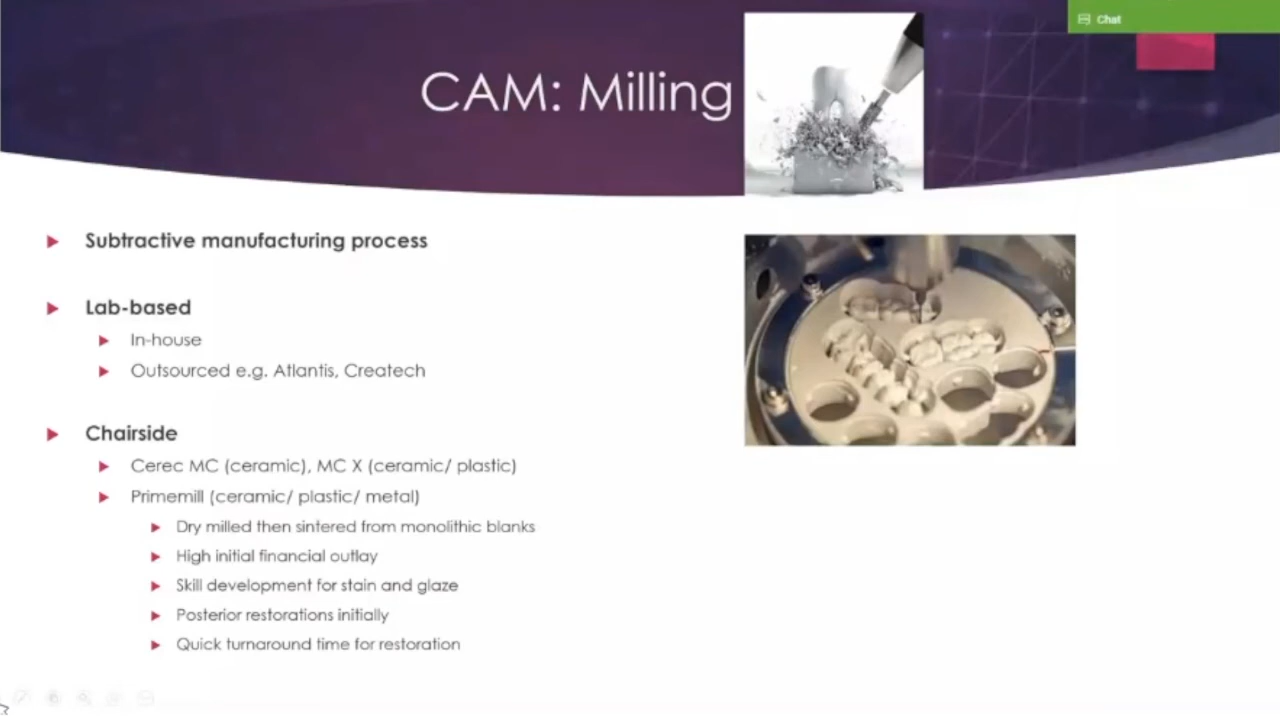 Chat
CAM: Milling
Subtractive manufacturing process
Lab-based
In-house
Outsourced e.g. Atlantis, Createch
Chairside
Cerec MC (ceramic), MC X (ceramic/ plastic)
Primemill (ceramic/ plastic/ metal)
Dry milled then sintered from monolithic blanks
High initial financial outlay
Skill development for stain and glaze
Posterior restorations initially
Quick turnaround time for restoration